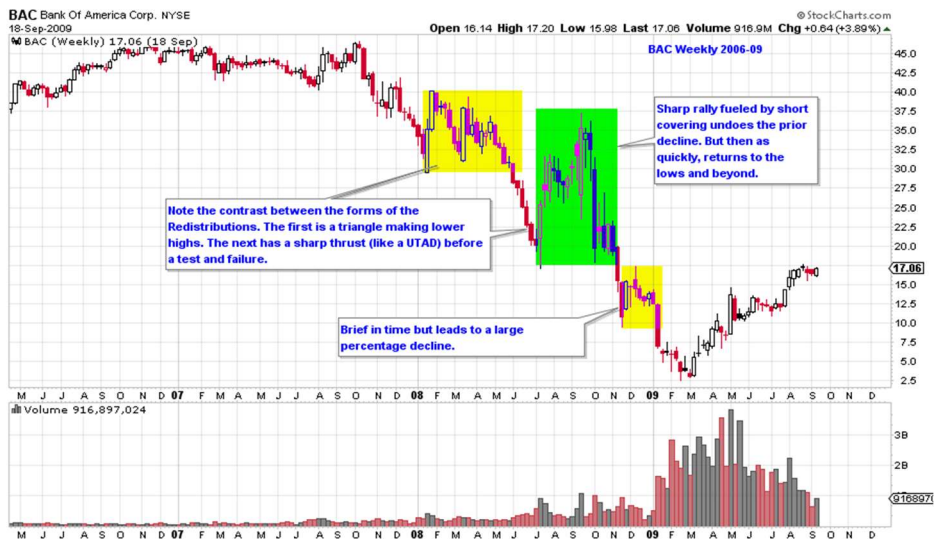 BAC Bank Of America Corp. NYSE
© StockCharts.com
18-Sep-2009
Open 16.14 High 17.20 Low 15.98 Last 17.06 Volume 916.9M Chg +0.64 (+3.89%)
BAC (Weekly) 17.06 (18 Sep)
BAC Weekly 2006-09
45.0
42.5
40.0
37.5
35.0
32.5
30.0
27.5
25.0
22.5
20.0
17.06
15.0
12.5
10.0
7.5
5.0
2.5
Sharp rally fueled by short
covering undoes the prior
decline. But then as
quickly, returns to the
lows and beyond.
Note the contrast between the forms of the
Redistributions. The first is a triangle making lower
highs. The next has a sharp thrust (like a UTAD) before
a test and failure.
Brief in time but leads to a large
percentage decline.
M J J A S O N D 07 F M A M J J A S O N D 08 F M A M J J A S O N D 09 F M A M J J A S O N D
Volume 916,897,024
3B
2B
9168970
M J J A S O N D 07 F M A M J J A S O N D 08 F M A M J J A S O N D 09 F M A M J J A S O N D